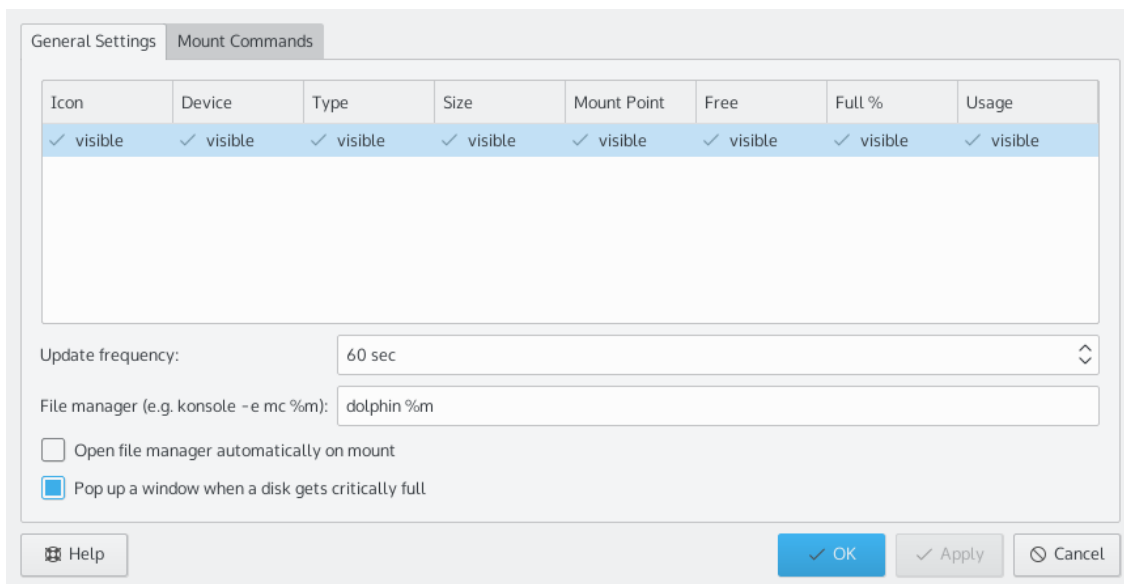 General Settings Mount Commands
Icon Device Type Size Mount Point Free Full % Usage
visible visible visible visible visible visible visible visible
Update frequency: 60 sec
File manager (e.g. konsole -e mc %m): dolphin %m
Open file manager automatically on mount
Pop up a window when a disk gets critically full
Help OK Apply Cancel